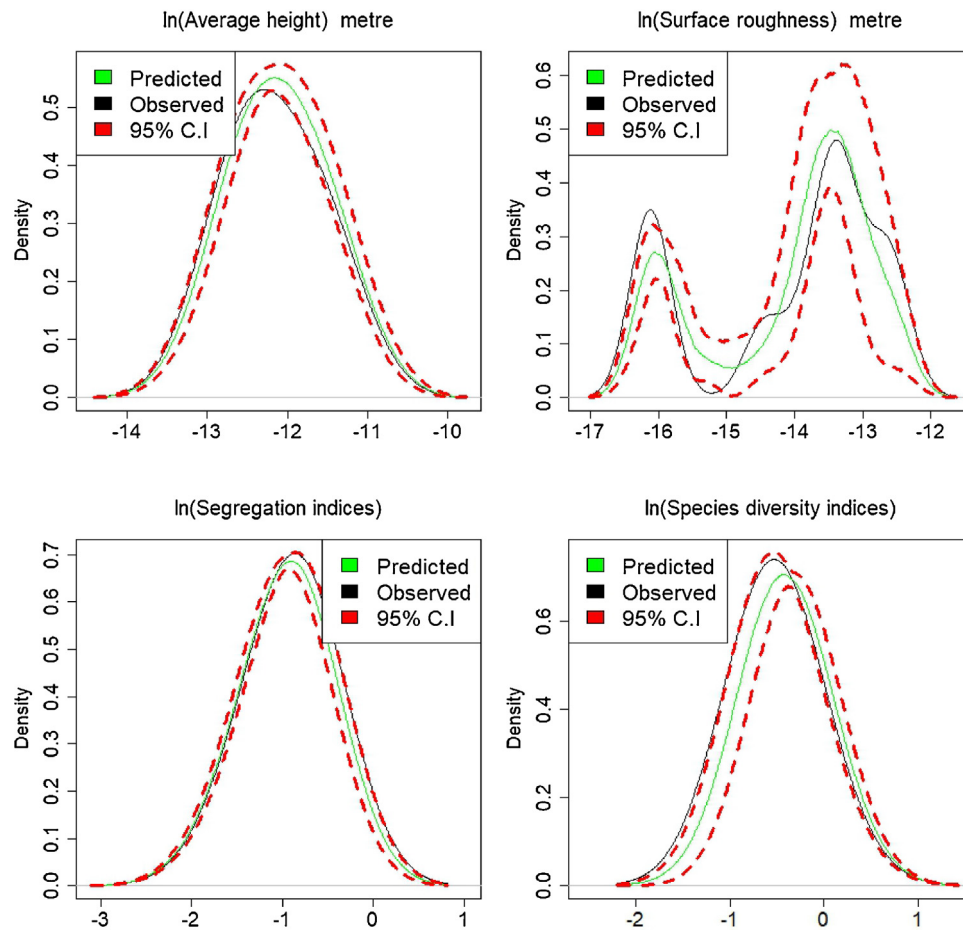 ln(Average height) metre
Predicted
Observed
95% C.I
Density
0.0 0.1 0.2 0.3 0.4 0.5
-14 -13 -12 -11 -10
ln(Surface roughness) metre
Predicted
Observed
95% C.I
Density
0.0 0.1 0.2 0.3 0.4 0.5 0.6
-17 -16 -15 -14 -13 -12
ln(Segregation indices)
Predicted
Observed
95% C.I
Density
0.0 0.1 0.2 0.3 0.4 0.5 0.6 0.7
-3 -2 -1 0 1
ln(Species diversity indices)
Predicted
Observed
95% C.I
Density
0.0 0.2 0.4 0.6
-2 -1 0 1